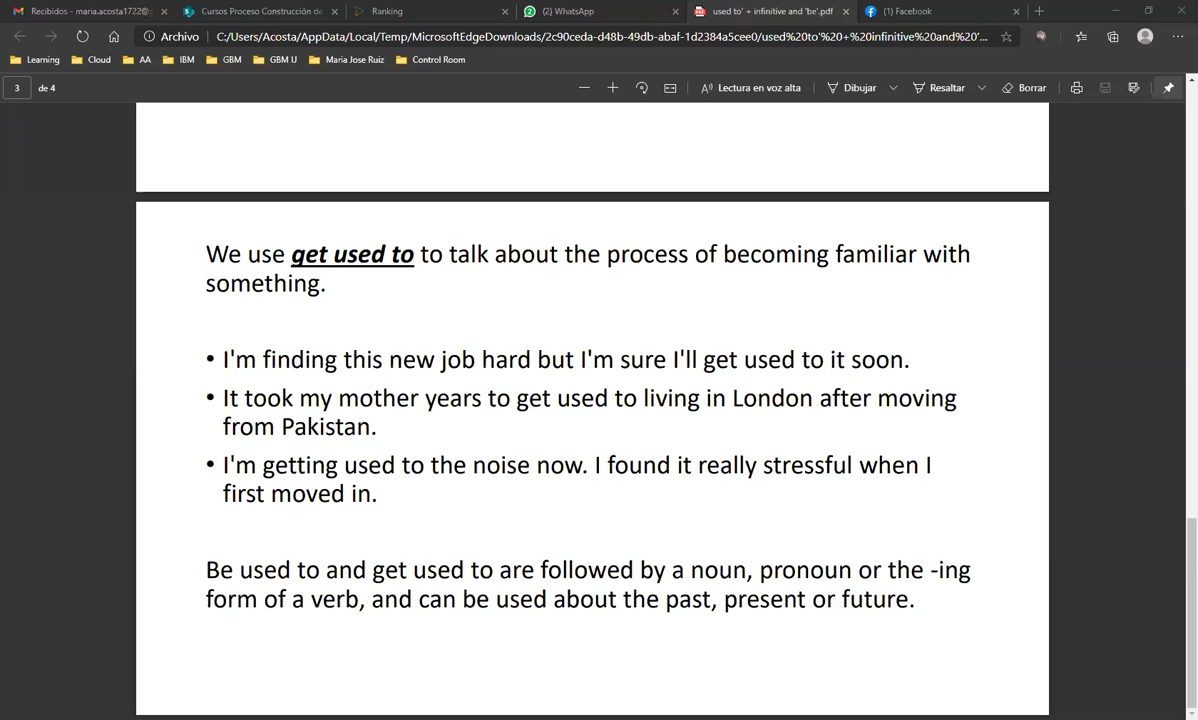 Recibidos - maria.acosta1722@g
Cursos Proceso Construcción de
Ranking
(2) WhatsApp
used to' + infinitive and 'be'.pdf
(1) Facebook
Archivo
C:/Users/Acosta/AppData/Local/Temp/MicrosoftEdgeDownloads/2c90ceda-d48b-49db-abaf-1d2384a5cee0/used%20to'%20+%20infinitive%20and%20'...
Learning
Cloud
AA
IBM
GBM
GBM U
Maria Jose Ruiz
Control Room
3 de 4
Lectura en voz alta
Dibujar
Resaltar
Borrar
We use get used to to talk about the process of becoming familiar with
something.
• I'm finding this new job hard but I'm sure I'll get used to it soon.
• It took my mother years to get used to living in London after moving
from Pakistan.
• I'm getting used to the noise now. I found it really stressful when I
first moved in.
Be used to and get used to are followed by a noun, pronoun or the -ing
form of a verb, and can be used about the past, present or future.